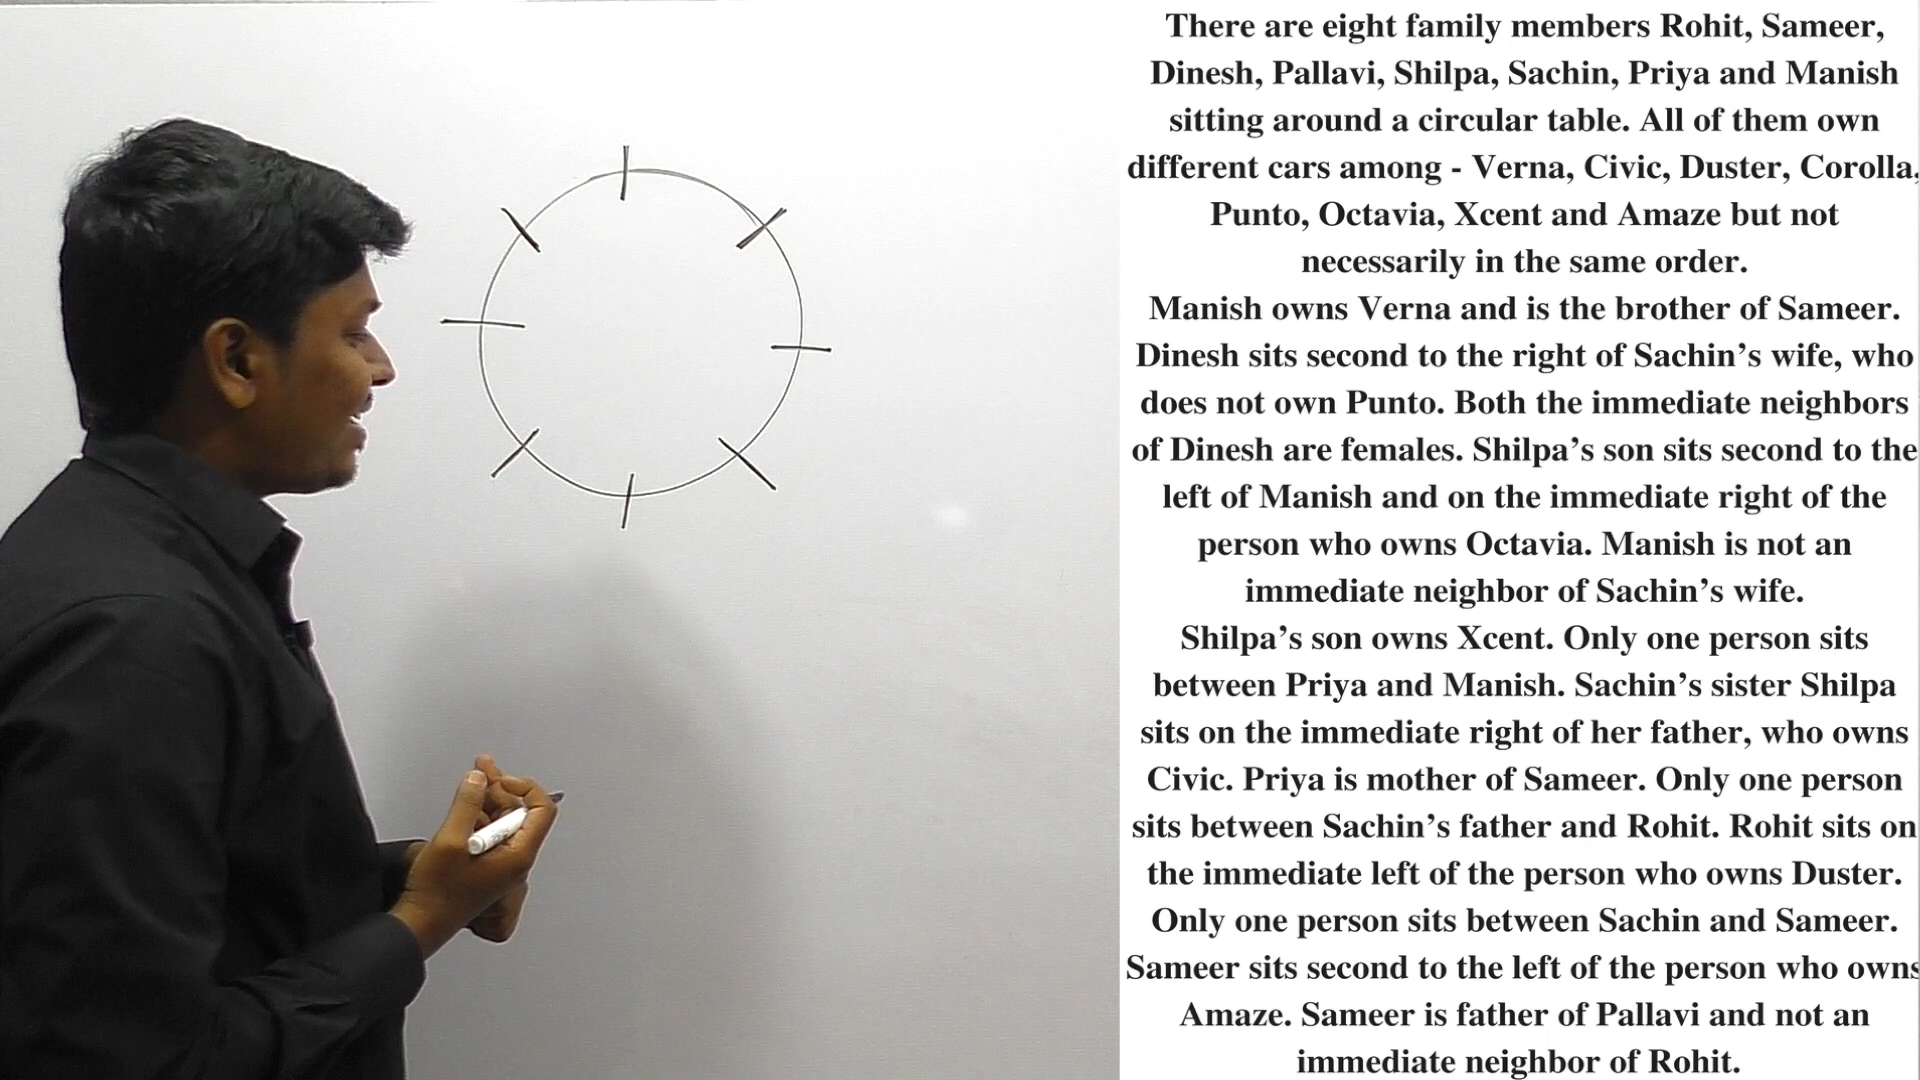 There are eight family members Rohit, Sameer,
Dinesh, Pallavi, Shilpa, Sachin, Priya and Manish
sitting around a circular table. All of them own
different cars among - Verna, Civic, Duster, Corolla,
Punto, Octavia, Xcent and Amaze but not
necessarily in the same order.
Manish owns Verna and is the brother of Sameer.
Dinesh sits second to the right of Sachin’s wife, who
does not own Punto. Both the immediate neighbors
of Dinesh are females. Shilpa’s son sits second to the
left of Manish and on the immediate right of the
person who owns Octavia. Manish is not an
immediate neighbor of Sachin’s wife.
Shilpa’s son owns Xcent. Only one person sits
between Priya and Manish. Sachin’s sister Shilpa
sits on the immediate right of her father, who owns
Civic. Priya is mother of Sameer. Only one person
sits between Sachin’s father and Rohit. Rohit sits on
the immediate left of the person who owns Duster.
Only one person sits between Sachin and Sameer.
Sameer sits second to the left of the person who owns
Amaze. Sameer is father of Pallavi and not an
immediate neighbor of Rohit.